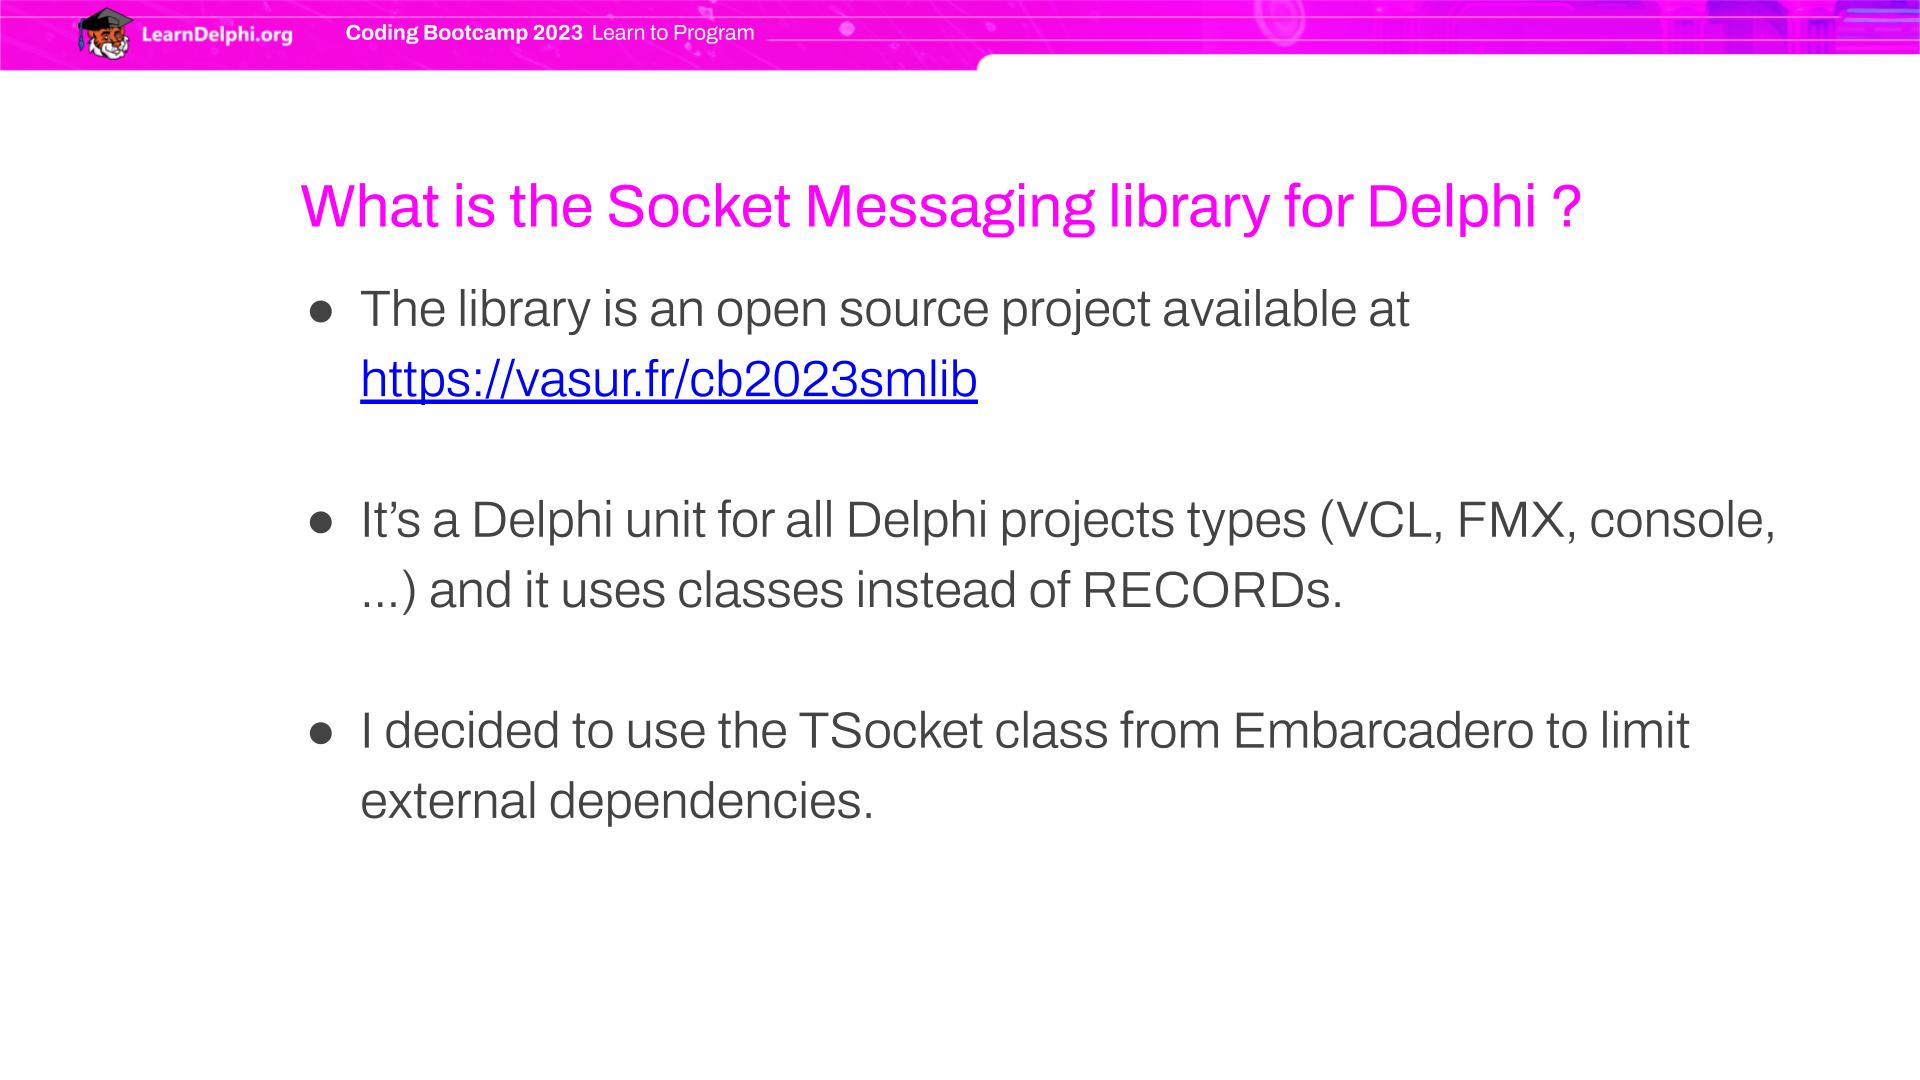 LearnDelphi.org
Coding Bootcamp 2023 Learn to Program
What is the Socket Messaging library for Delphi ?
● The library is an open source project available at
https://vasur.fr/cb2023smlib
● It’s a Delphi unit for all Delphi projects types (VCL, FMX, console,
...) and it uses classes instead of RECORDs.
● I decided to use the TSocket class from Embarcadero to limit
external dependencies.